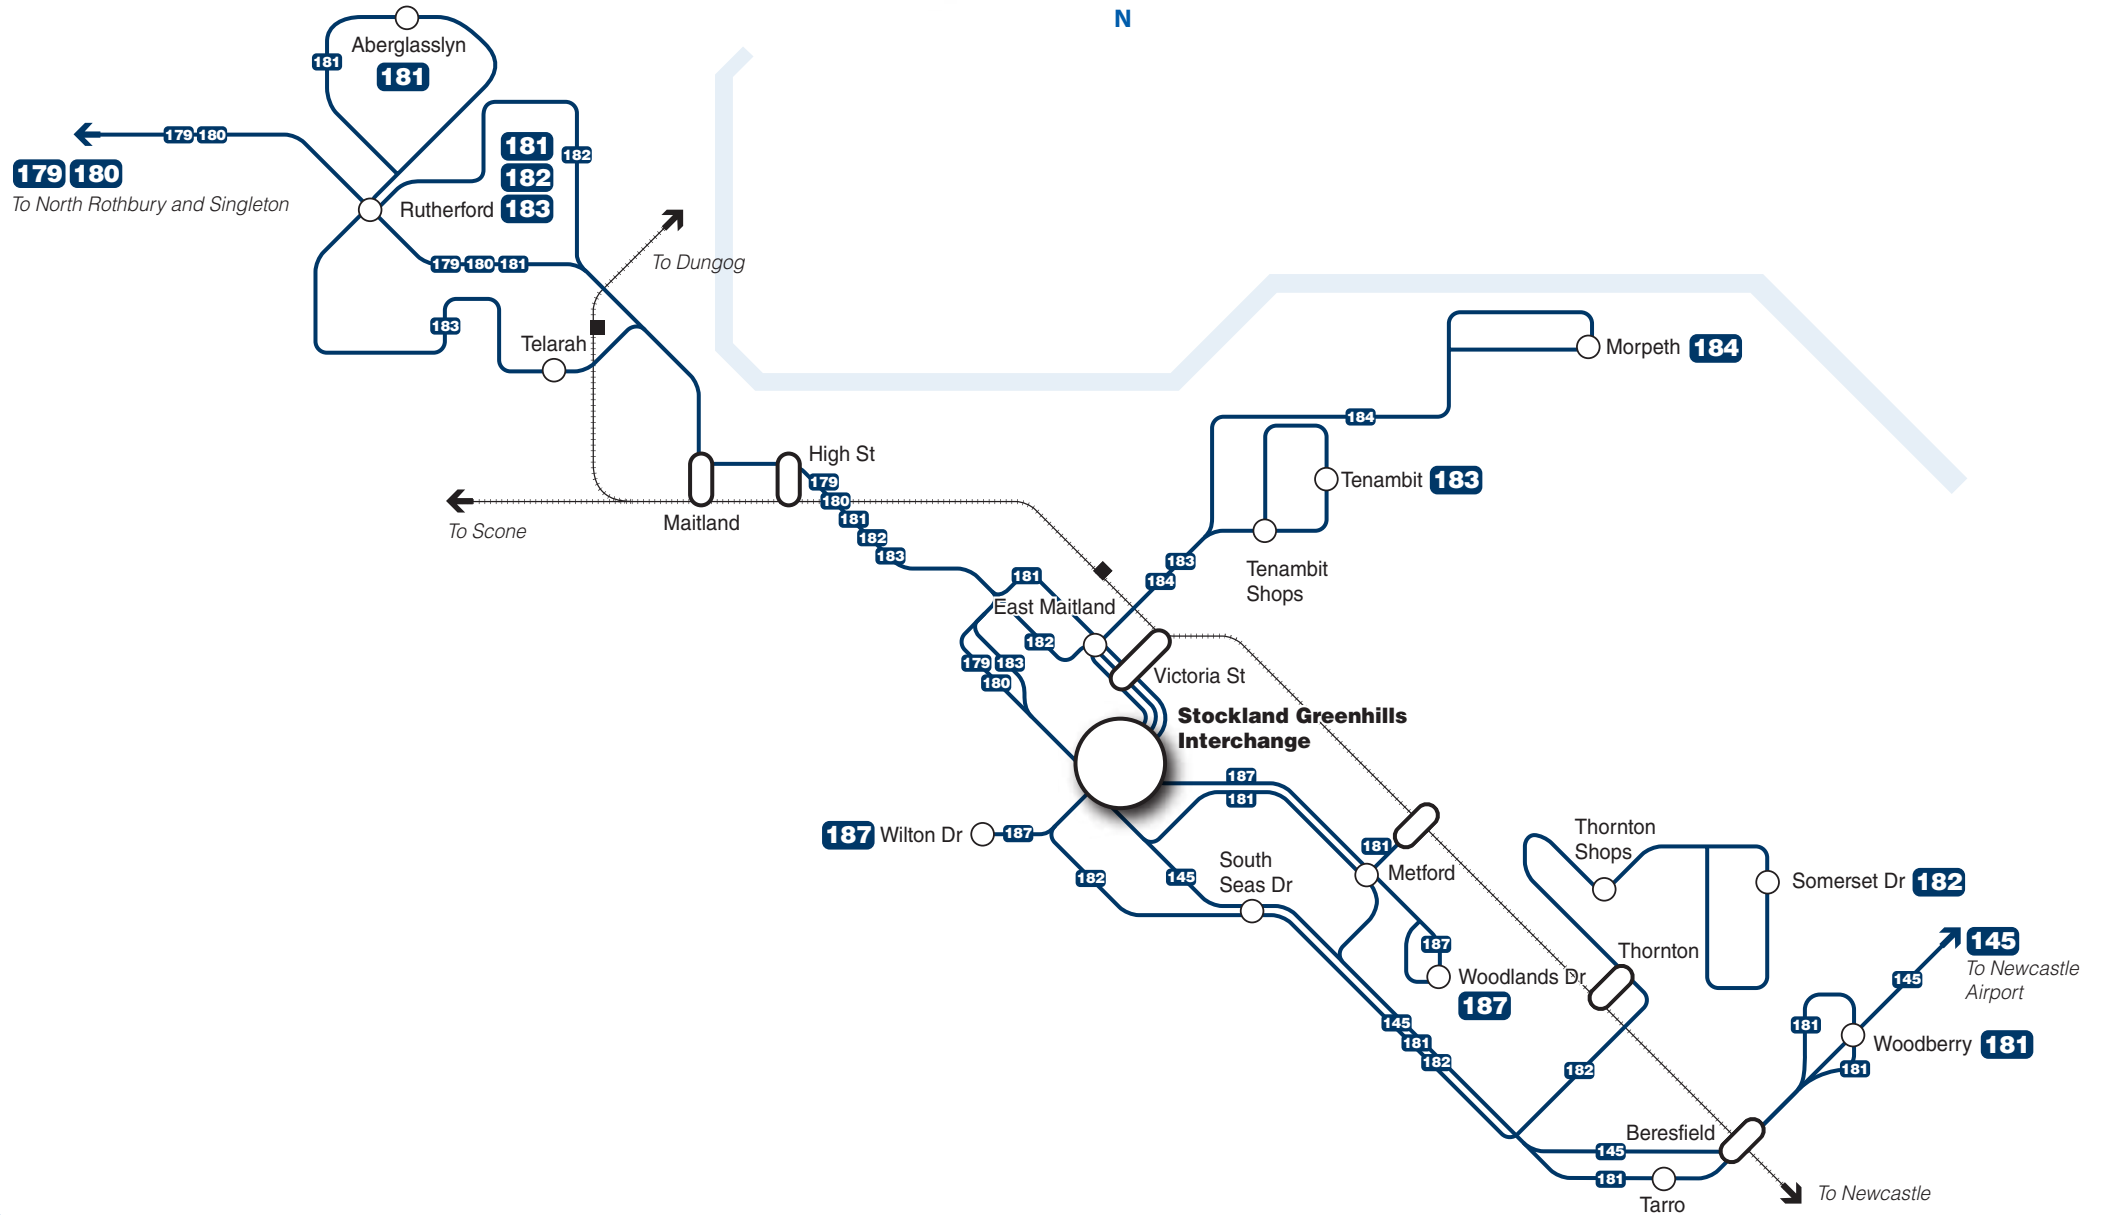 N
Aberglasslyn
181
181
179 180
179 180
To North Rothbury and Singleton
181
182
182
Rutherford 183
179 180 181
To Dungog
183
Telarah
Morpeth 184
184
High St
179
Tenambit 183
180
181
To Scone
Maitland
182
183
183
184
Tenambit
Shops
181
East Maitland
182
179 183
180
Victoria St
Stockland Greenhills
Interchange
187
181
187 Wilton Dr
187
181
Thornton
Shops
South
Seas Dr
Metford
182
145
Somerset Dr 182
187
Thornton
Woodlands Dr
187
145
To Newcastle
Airport
145
145
181
182
181
Woodberry 181
181
182
Beresfield
145
181
Tarro
To Newcastle